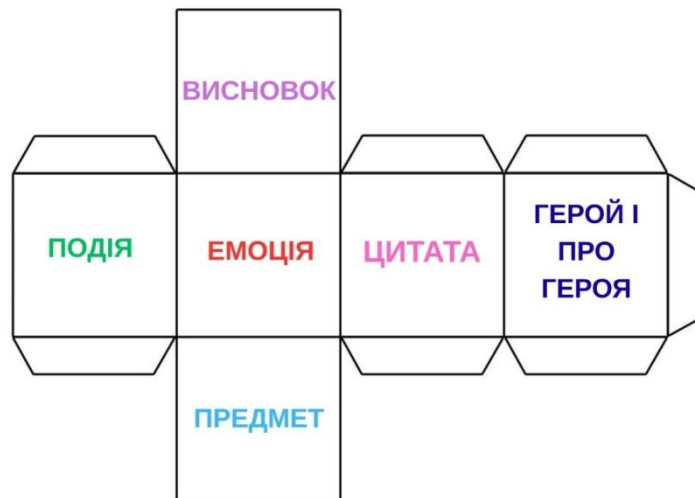 ВИСНОВОК
ПОДІЯ
ЕМОЦІЯ
ЦИТАТА
ГЕРОЙ І
ПРО
ГЕРОЯ
ПРЕДМЕТ